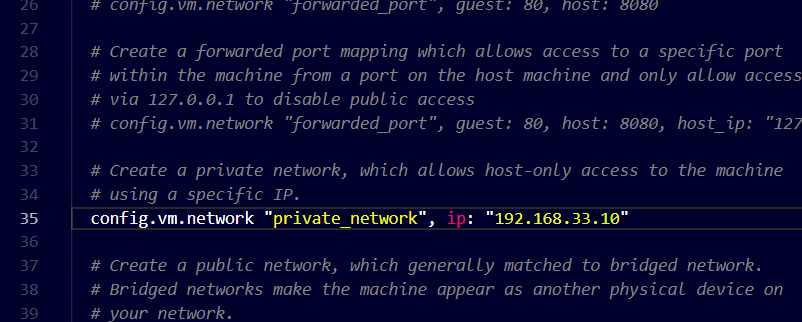 26 # config.vm.network "forwarded_port", guest: 80, host: 8080
27
28 # Create a forwarded port mapping which allows access to a specific port
29 # within the machine from a port on the host machine and only allow access
30 # via 127.0.0.1 to disable public access
31 # config.vm.network "forwarded_port", guest: 80, host: 8080, host_ip: "127
32
33 # Create a private network, which allows host-only access to the machine
34 # using a specific IP.
35 config.vm.network "private_network", ip: "192.168.33.10"
36
37 # Create a public network, which generally matched to bridged network.
38 # Bridged networks make the machine appear as another physical device on
39 # your network.